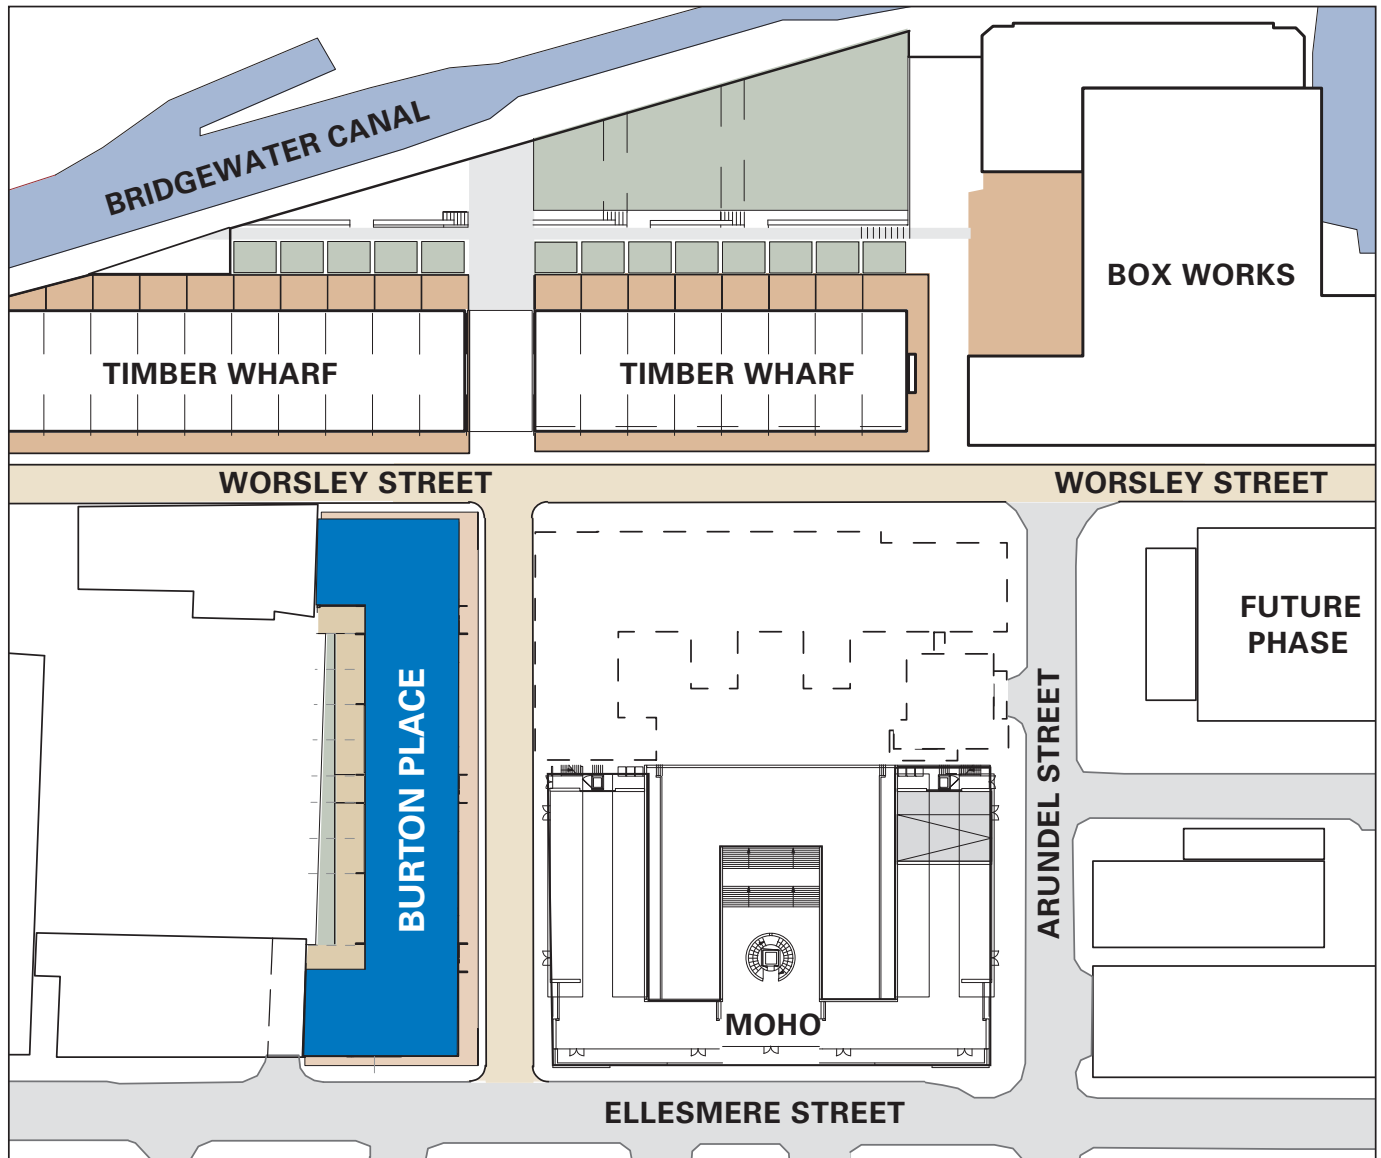 BRIDGEWATER CANAL
BOX WORKS
TIMBER WHARF
TIMBER WHARF
WORSLEY STREET
WORSLEY STREET
FUTURE
PHASE
BURTON PLACE
ARUNDEL STREET
MOHO
ELLESMERE STREET